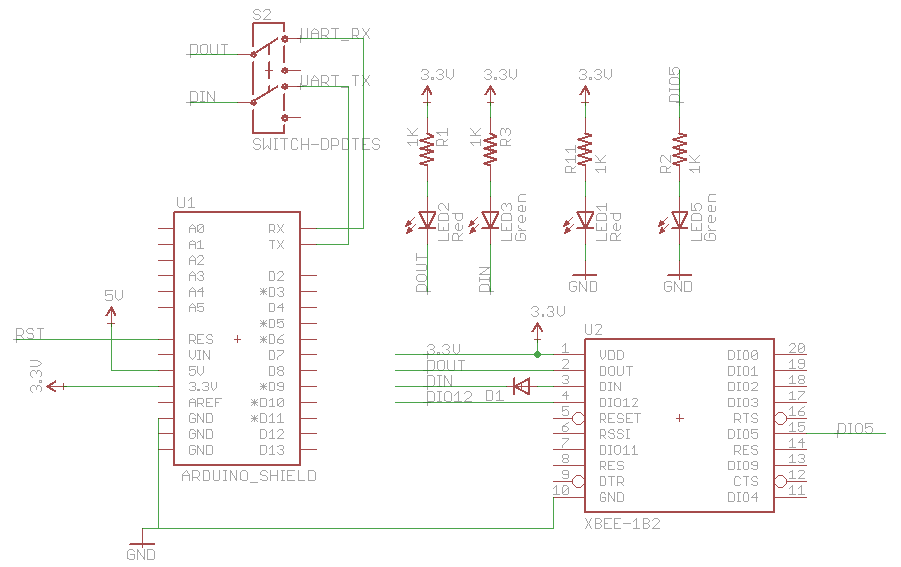 S2
DOUT
UART_RX
UART_TX
DIN
SWITCH-DPDTES
3.3V
3.3V
3.3V
DIO5
1K
R1
1K
R3
R11
1K
R2
1K
LED2
Red
LED3
Green
LED1
Red
LED5
Green
DOUT
DIN
GND
GND
U1
A0
A1
A2
A3
A4
A5
RES
VIN
5V
3.3V
AREF
GND
GND
GND
RX
TX
D2
*D3
D4
*D5
*D6
D7
D8
*D9
*D10
*D11
D12
D13
ARDUINO_SHIELD
5V
RST
3.3V
GND
3.3V
U2
3.3V
DOUT
DIN
D1
DIO12
1 VDD
2 DOUT
3 DIN
4 DIO12
5 RESET
6 RSSI
7 DIO11
8 RES
9 DTR
10 GND
DIO0 20
DIO1 19
DIO2 18
DIO3 17
RTS 16
DIO5 15
RES 14
DIO9 13
CTS 12
DIO4 11
DIO5
XBEE-1B2